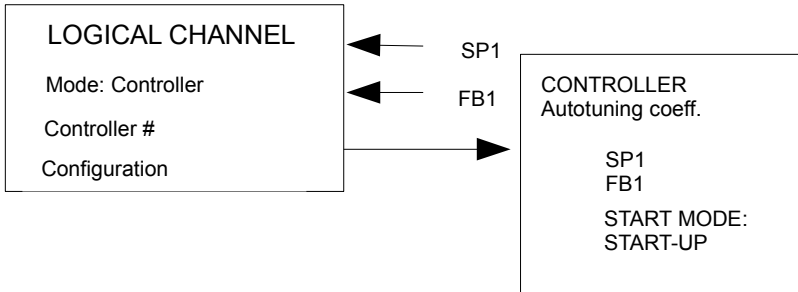 LOGICAL CHANNEL
Mode: Controller
Controller #
Configuration
SP1
FB1
CONTROLLER
Autotuning coeff.
SP1
FB1
START MODE:
START-UP